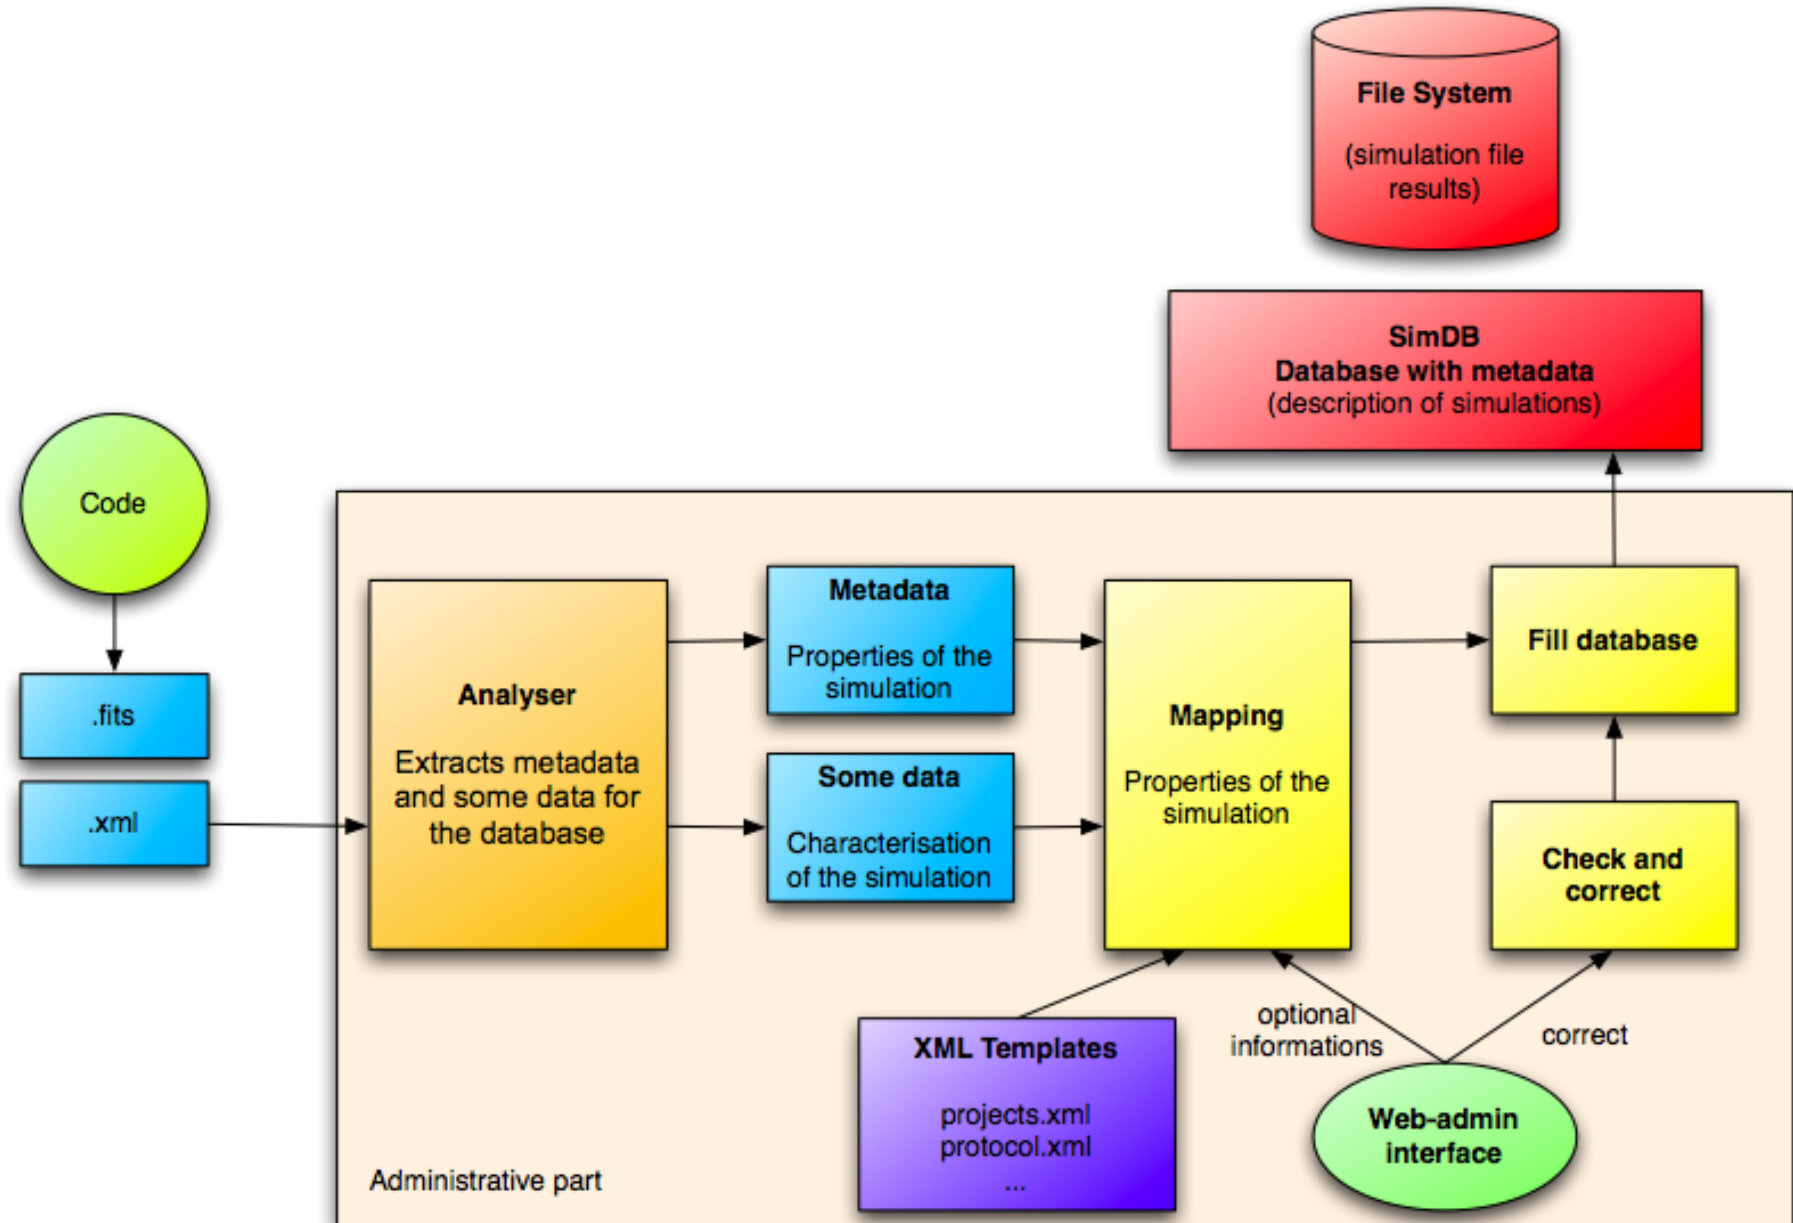 File System
(simulation file
results)
SimDB
Database with metadata
(description of simulations)
Code
.fits
.xml
Analyser
Extracts metadata
and some data for
the database
Metadata
Properties of the
simulation
Some data
Characterisation
of the simulation
Mapping
Properties of the
simulation
Fill database
Check and
correct
optional
informations
correct
XML Templates
projects.xml
protocol.xml
...
Web-admin
interface
Administrative part